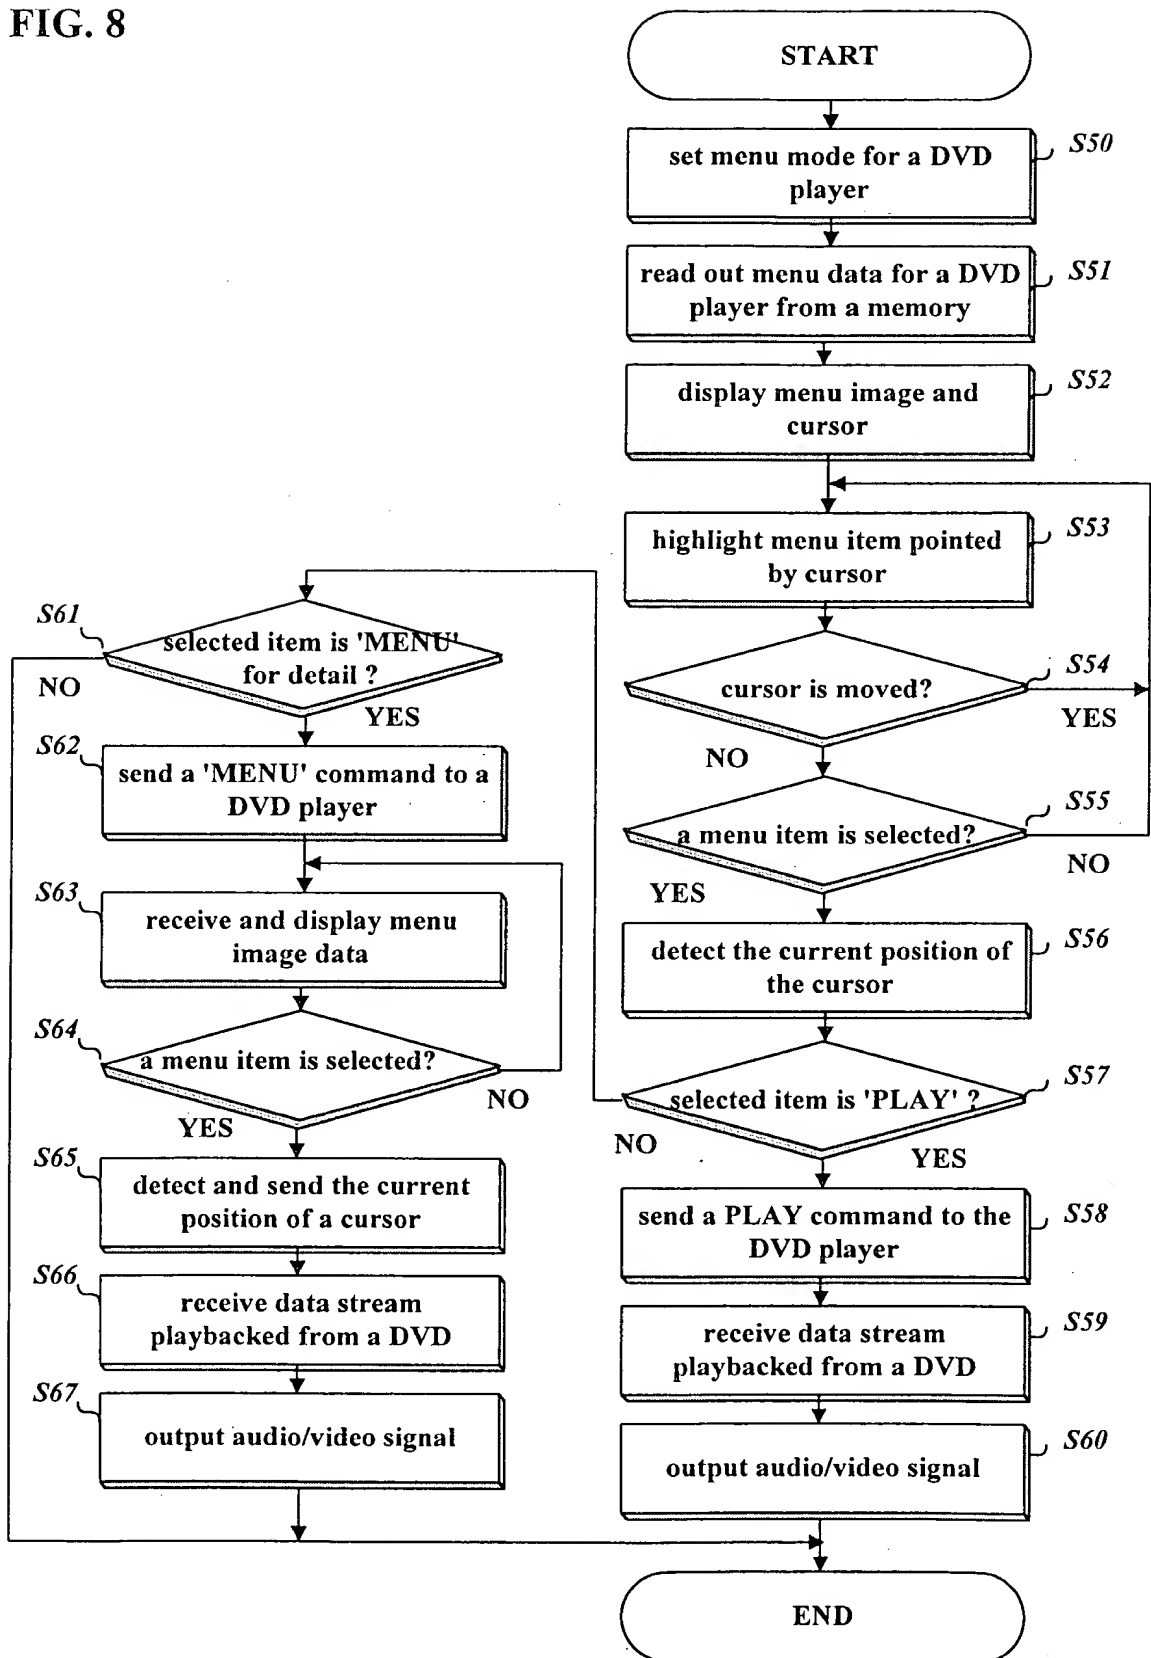 FIG. 8
START
set menu mode for a DVD
player
S50
read out menu data for a DVD
player from a memory
S51
display menu image and
cursor
S52
highlight menu item pointed
by cursor
S53
cursor is moved?
S54
YES
NO
a menu item is selected?
S55
NO
YES
detect the current position of
the cursor
S56
selected item is 'PLAY' ?
S57
NO
YES
send a PLAY command to the
DVD player
S58
receive data stream
playbacked from a DVD
S59
output audio/video signal
S60
S61
selected item is 'MENU'
for detail ?
NO
YES
S62
send a 'MENU' command to a
DVD player
S63
receive and display menu
image data
S64
a menu item is selected?
NO
YES
S65
detect and send the current
position of a cursor
S66
receive data stream
playbacked from a DVD
S67
output audio/video signal
END